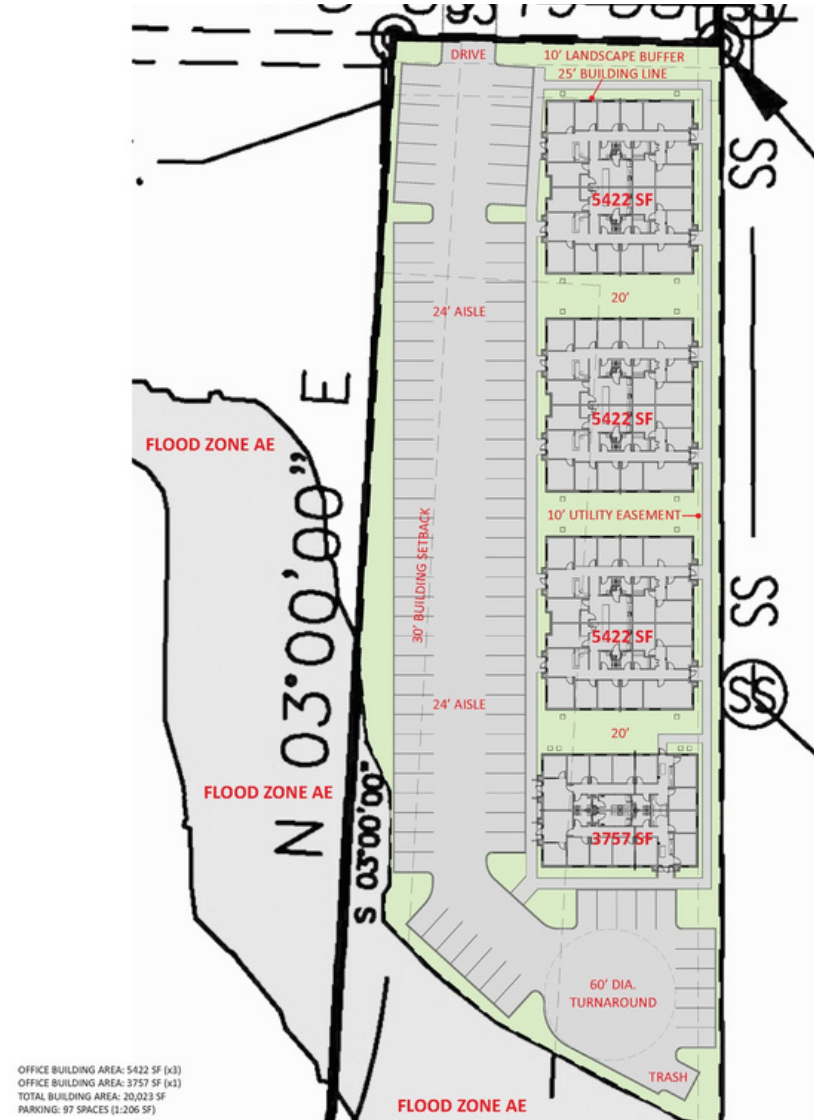 DRIVE
10' LANDSCAPE BUFFER
25' BUILDING LINE
SS
5422 SF
20'
24' AISLE
E
5422 SF
FLOOD ZONE AE
N 03°00'00"
10' UTILITY EASEMENT
30' BUILDING SETBACK
SS
5422 SF
SS
24' AISLE
20'
FLOOD ZONE AE
S 03°00'00"
3757 SF
60' DIA.
TURNAROUND
TRASH
FLOOD ZONE AE
OFFICE BUILDING AREA: 5422 SF (x3)
OFFICE BUILDING AREA: 3757 SF (x1)
TOTAL BUILDING AREA: 20,023 SF
PARKING: 97 SPACES (1:206 SF)